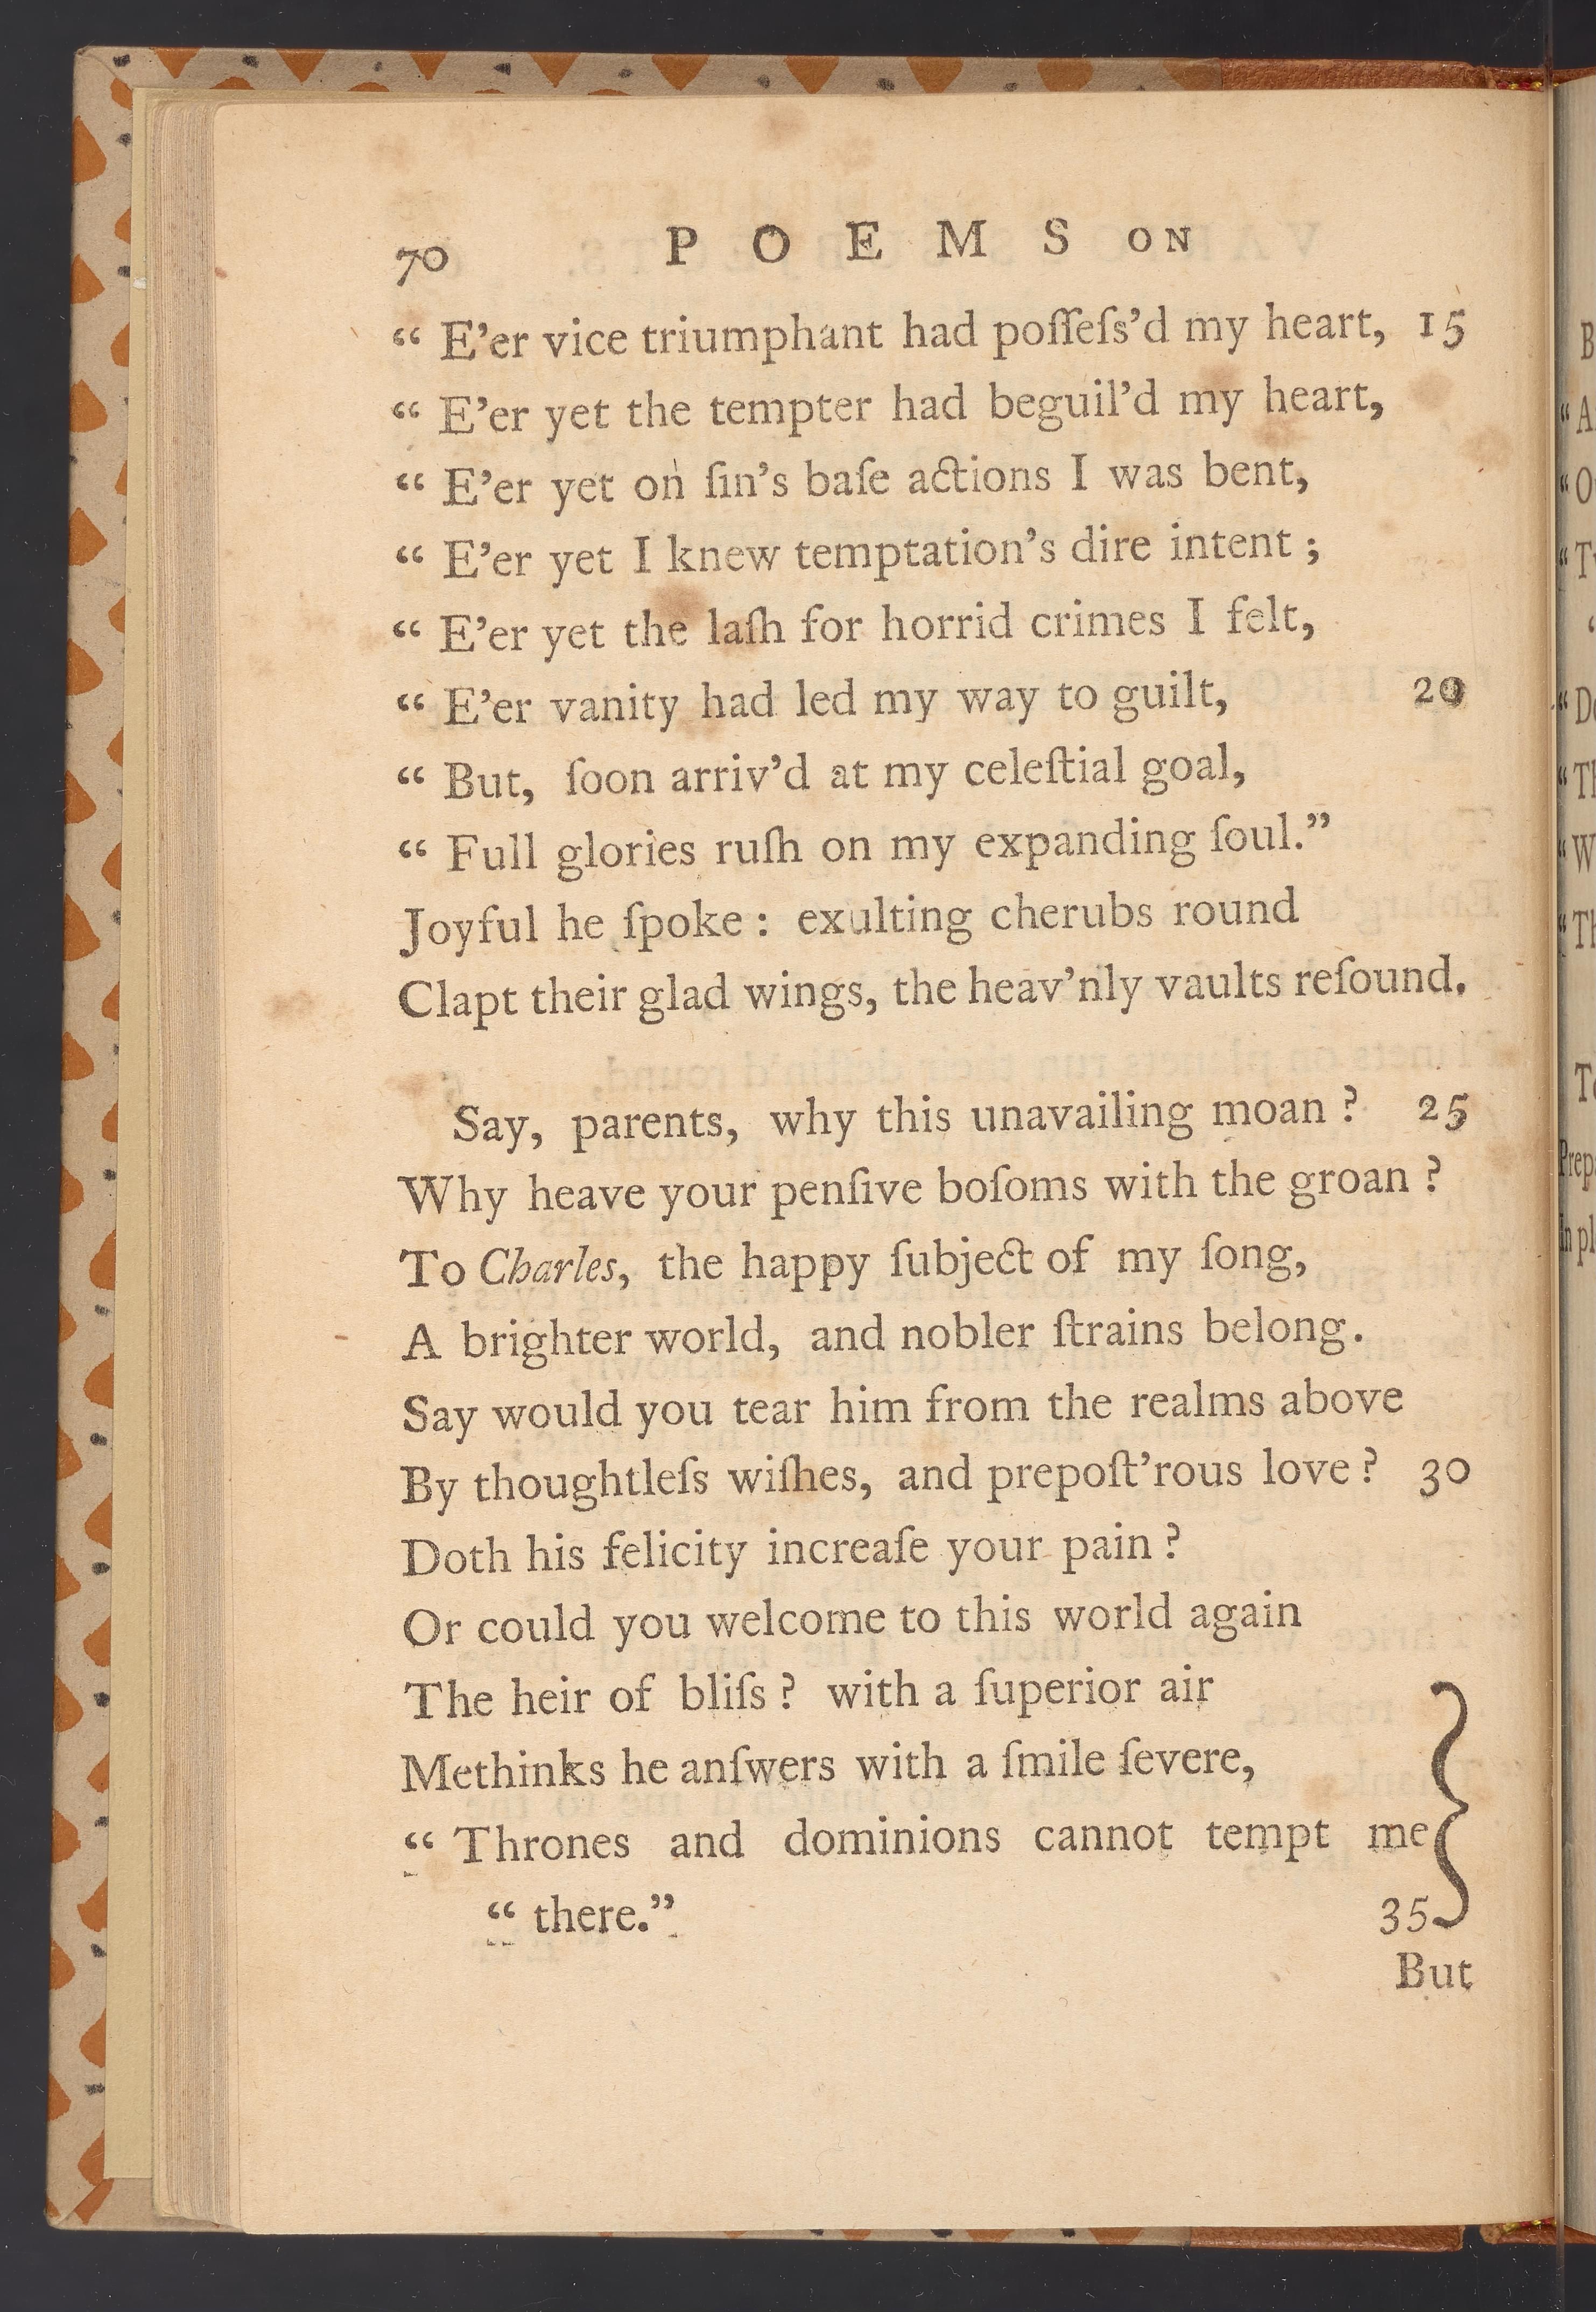 70 POEMS ON
“ E’er vice triumphant had poſſeſs’d my heart, 15
“ E’er yet the tempter had beguil’d my heart,
“ E’er yet on ſin’s baſe actions I was bent,
“ E’er yet I knew temptation’s dire intent ;
“ E’er yet the laſh for horrid crimes I felt,
“ E’er vanity had led my way to guilt, 20
“ But, ſoon arriv’d at my celeſtial goal,
“ Full glories ruſh on my expanding ſoul.”
Joyful he ſpoke : exulting cherubs round
Clapt their glad wings, the heav’nly vaults reſound.
Say, parents, why this unavailing moan ? 25
Why heave your penſive boſoms with the groan ?
To Charles, the happy ſubject of my ſong,
A brighter world, and nobler ſtrains belong.
Say would you tear him from the realms above
By thoughtleſs wiſhes, and prepoſt’rous love ? 30
Doth his felicity increaſe your pain ?
Or could you welcome to this world again
The heir of bliſs ? with a ſuperior air
Methinks he anſwers with a ſmile ſevere,
“ Thrones and dominions cannot tempt me
“ there.” 35
But